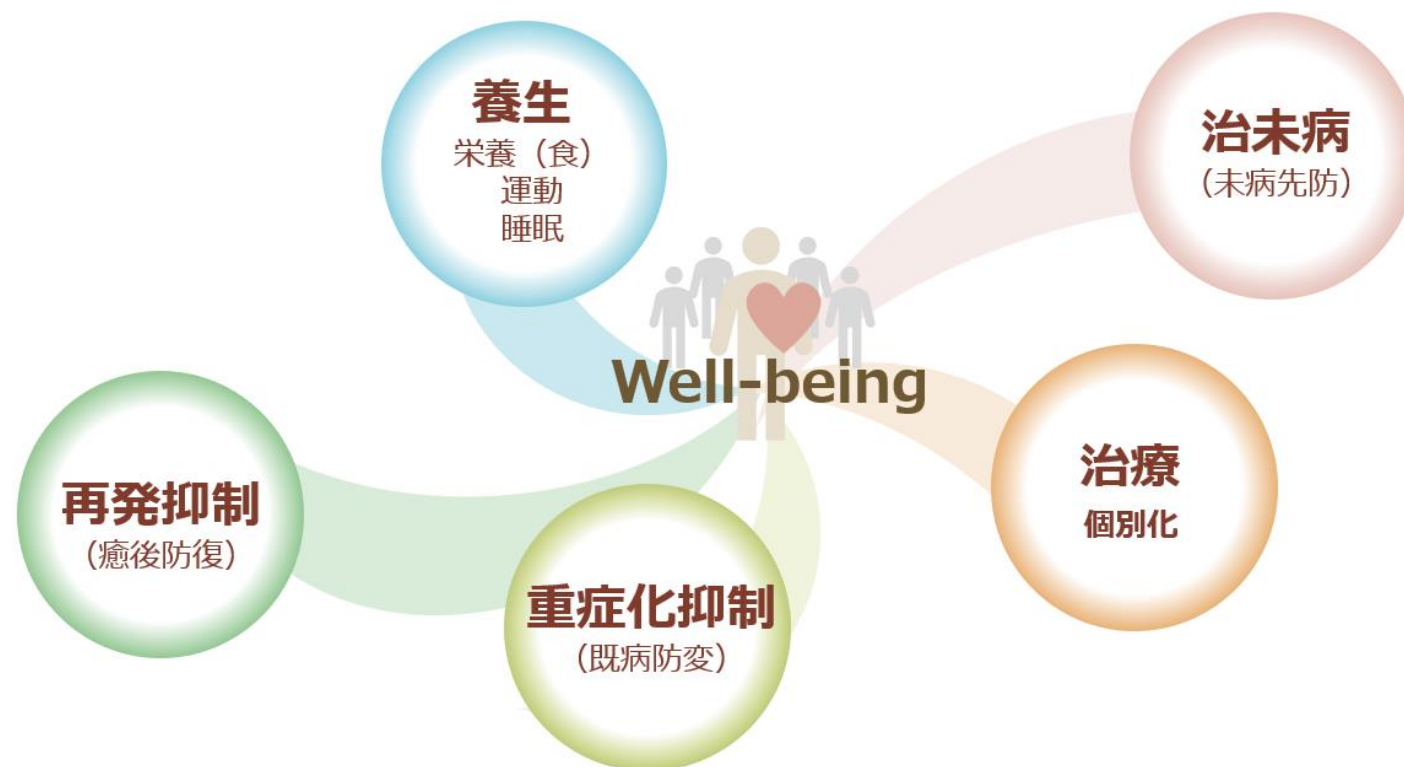 養生
栄養（食）
運動
睡眠
治未病
（未病先防）
Well-being
治療
個別化
再発抑制
（癒後防復）
重症化抑制
（既病防変）